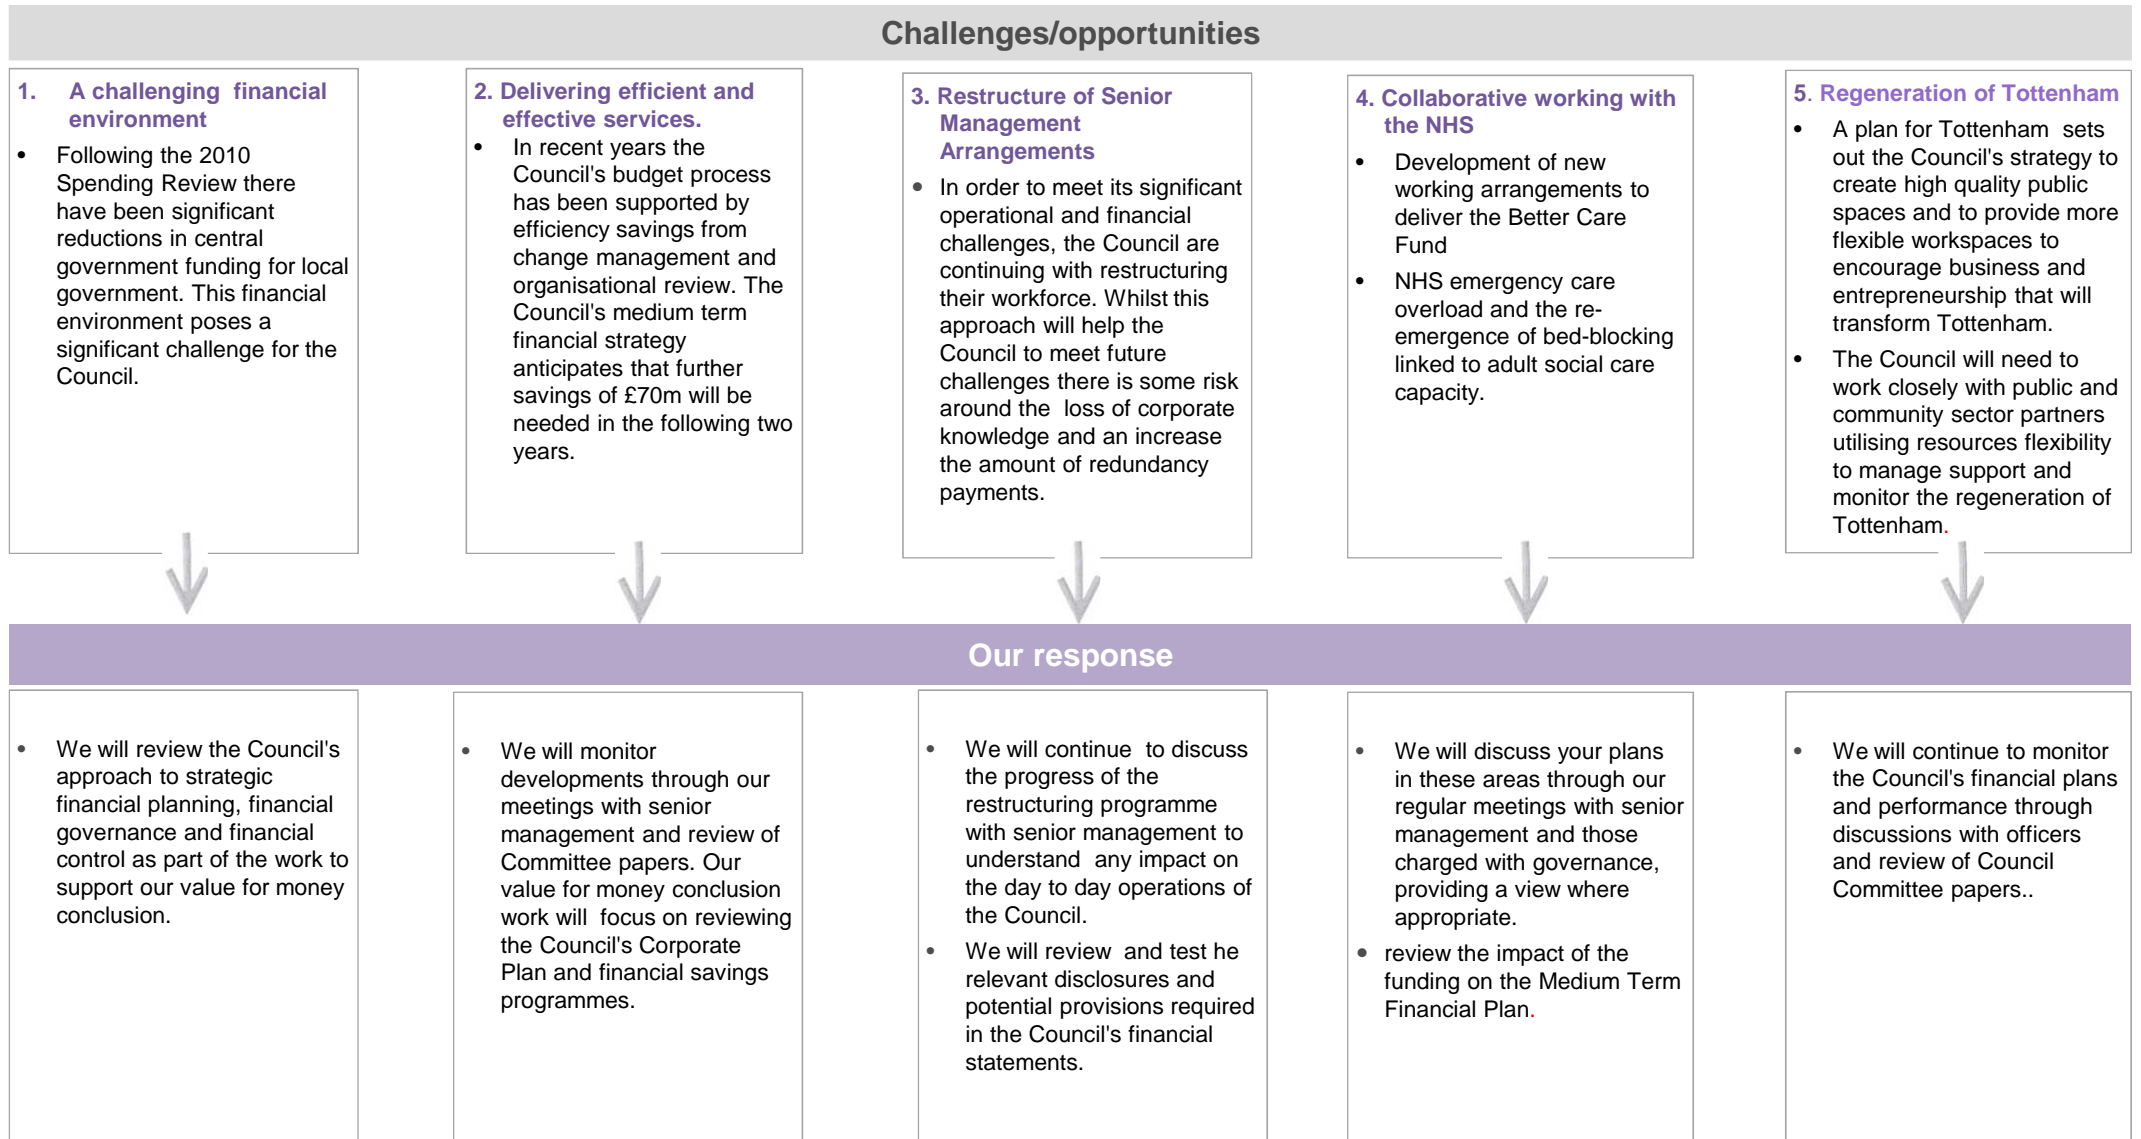 Challenges/opportunities
1. A challenging financial
environment
• Following the 2010
Spending Review there
have been significant
reductions in central
government funding for local
government. This financial
environment poses a
significant challenge for the
Council.
2. Delivering efficient and
effective services.
• In recent years the
Council's budget process
has been supported by
efficiency savings from
change management and
organisational review. The
Council's medium term
financial strategy
anticipates that further
savings of £70m will be
needed in the following two
years.
3. Restructure of Senior
Management
Arrangements
• In order to meet its significant
operational and financial
challenges, the Council are
continuing with restructuring
their workforce. Whilst this
approach will help the
Council to meet future
challenges there is some risk
around the loss of corporate
knowledge and an increase
the amount of redundancy
payments.
4. Collaborative working with
the NHS
• Development of new
working arrangements to
deliver the Better Care
Fund
• NHS emergency care
overload and the re-
emergence of bed-blocking
linked to adult social care
capacity.
5. Regeneration of Tottenham
• A plan for Tottenham sets
out the Council's strategy to
create high quality public
spaces and to provide more
flexible workspaces to
encourage business and
entrepreneurship that will
transform Tottenham.
• The Council will need to
work closely with public and
community sector partners
utilising resources flexibility
to manage support and
monitor the regeneration of
Tottenham.
Our response
• We will review the Council's
approach to strategic
financial planning, financial
governance and financial
control as part of the work to
support our value for money
conclusion.
• We will monitor
developments through our
meetings with senior
management and review of
Committee papers. Our
value for money conclusion
work will focus on reviewing
the Council's Corporate
Plan and financial savings
programmes.
• We will continue to discuss
the progress of the
restructuring programme
with senior management to
understand any impact on
the day to day operations of
the Council.
• We will review and test he
relevant disclosures and
potential provisions required
in the Council's financial
statements.
• We will discuss your plans
in these areas through our
regular meetings with senior
management and those
charged with governance,
providing a view where
appropriate.
• review the impact of the
funding on the Medium Term
Financial Plan.
• We will continue to monitor
the Council's financial plans
and performance through
discussions with officers
and review of Council
Committee papers..